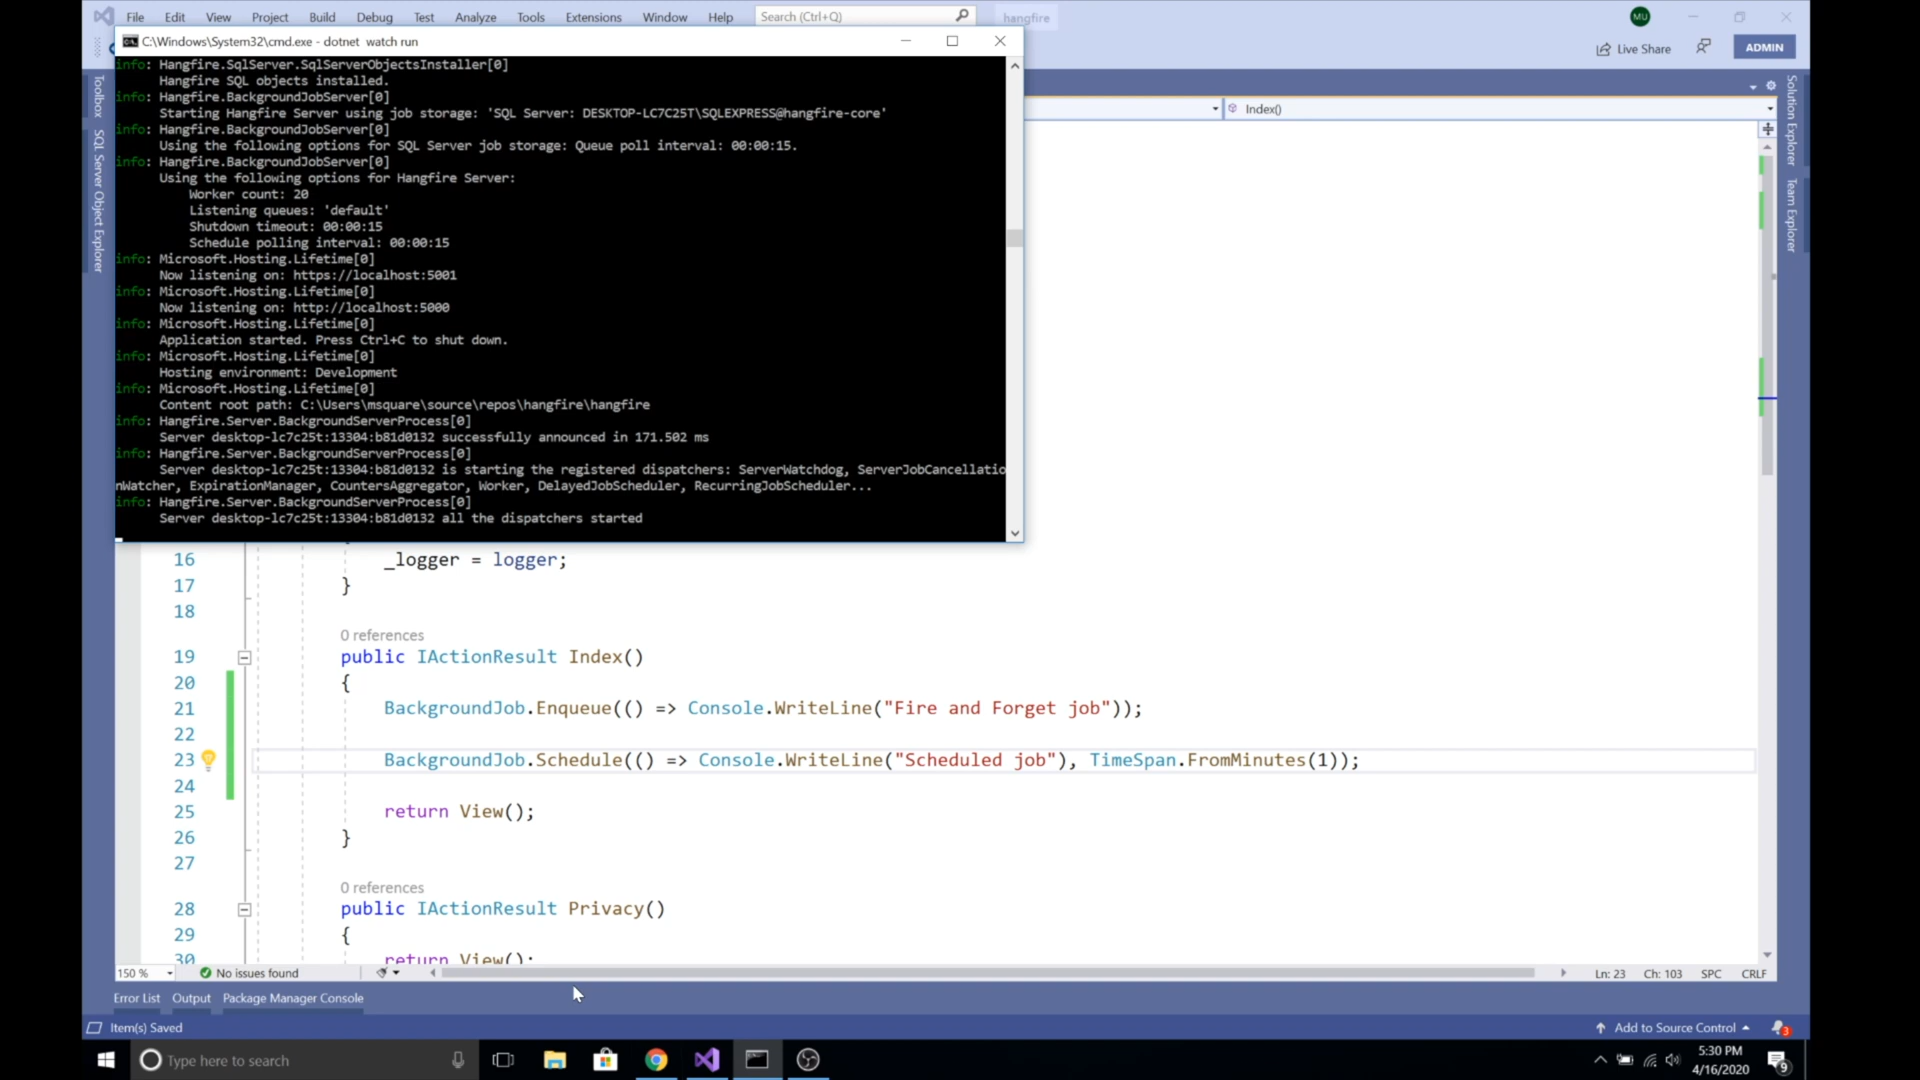 File Edit View Project Build Debug Test Analyze Tools Extensions Window Help Search (Ctrl+Q) hangfire MU
Live Share ADMIN
C:\Windows\System32\cmd.exe - dotnet watch run
info: Hangfire.SqlServer.SqlServerObjectsInstaller[0]
Hangfire SQL objects installed.
info: Hangfire.BackgroundJobServer[0]
Starting Hangfire Server using job storage: 'SQL Server: DESKTOP-LC7C25T\SQLEXPRESS@hangfire-core'
info: Hangfire.BackgroundJobServer[0]
Using the following options for SQL Server job storage: Queue poll interval: 00:00:15.
info: Hangfire.BackgroundJobServer[0]
Using the following options for Hangfire Server:
Worker count: 20
Listening queues: 'default'
Shutdown timeout: 00:00:15
Schedule polling interval: 00:00:15
info: Microsoft.Hosting.Lifetime[0]
Now listening on: https://localhost:5001
info: Microsoft.Hosting.Lifetime[0]
Now listening on: http://localhost:5000
info: Microsoft.Hosting.Lifetime[0]
Application started. Press Ctrl+C to shut down.
info: Microsoft.Hosting.Lifetime[0]
Hosting environment: Development
info: Microsoft.Hosting.Lifetime[0]
Content root path: C:\Users\msquare\source\repos\hangfire\hangfire
info: Hangfire.Server.BackgroundServerProcess[0]
Server desktop-lc7c25t:13304:b81d0132 successfully announced in 171.502 ms
info: Hangfire.Server.BackgroundServerProcess[0]
Server desktop-lc7c25t:13304:b81d0132 is starting the registered dispatchers: ServerWatchdog, ServerJobCancellatio
nWatcher, ExpirationManager, CountersAggregator, Worker, DelayedJobScheduler, RecurringJobScheduler...
info: Hangfire.Server.BackgroundServerProcess[0]
Server desktop-lc7c25t:13304:b81d0132 all the dispatchers started
Toolbox
SQL Server Object Explorer
Index()
Solution Explorer
Team Explorer
16 _logger = logger;
17 }
18
0 references
19 public IActionResult Index()
20 {
21 BackgroundJob.Enqueue(() => Console.WriteLine("Fire and Forget job"));
22
23 BackgroundJob.Schedule(() => Console.WriteLine("Scheduled job"), TimeSpan.FromMinutes(1));
24
25 return View();
26 }
27
0 references
28 public IActionResult Privacy()
29 {
30 return View();
150 % No issues found Ln: 23 Ch: 103 SPC CRLF
Error List Output Package Manager Console
Item(s) Saved Add to Source Control 3
Type here to search 5:30 PM
4/16/2020 9